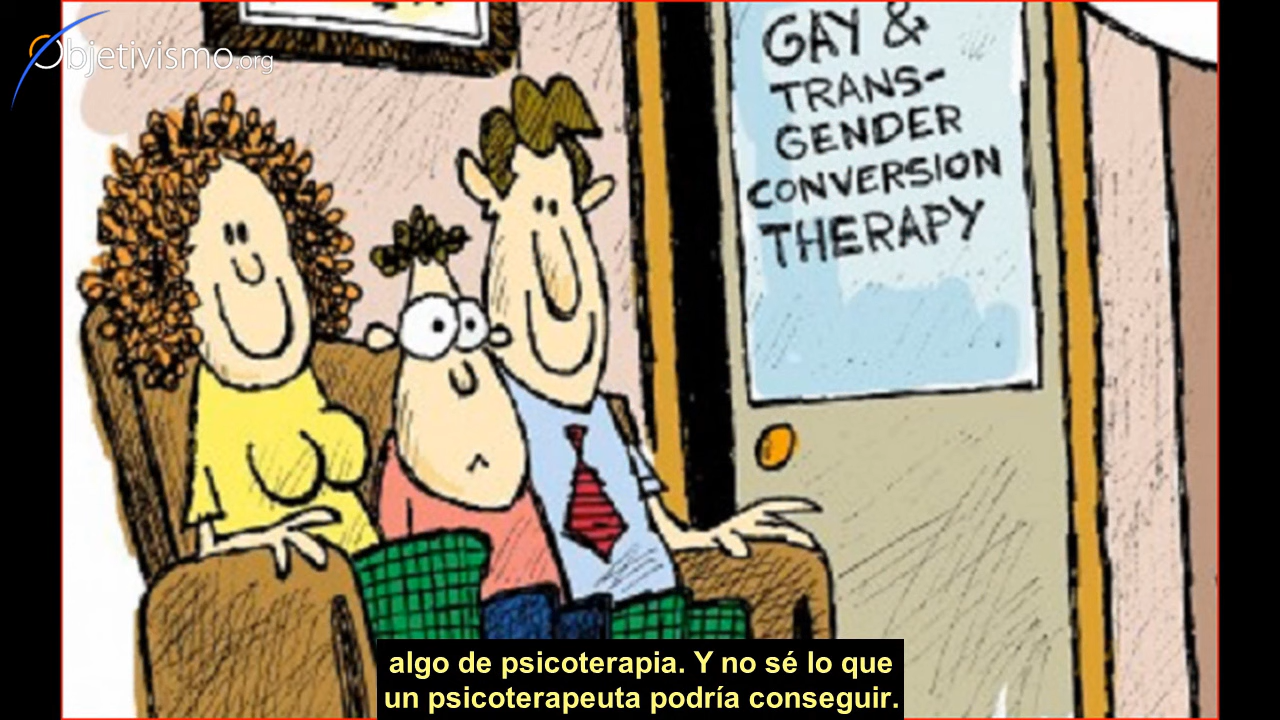 Objetivismo.org
GAY &
TRANS-
GENDER
CONVERSION
THERAPY
algo de psicoterapia. Y no sé lo que
un psicoterapeuta podría conseguir.